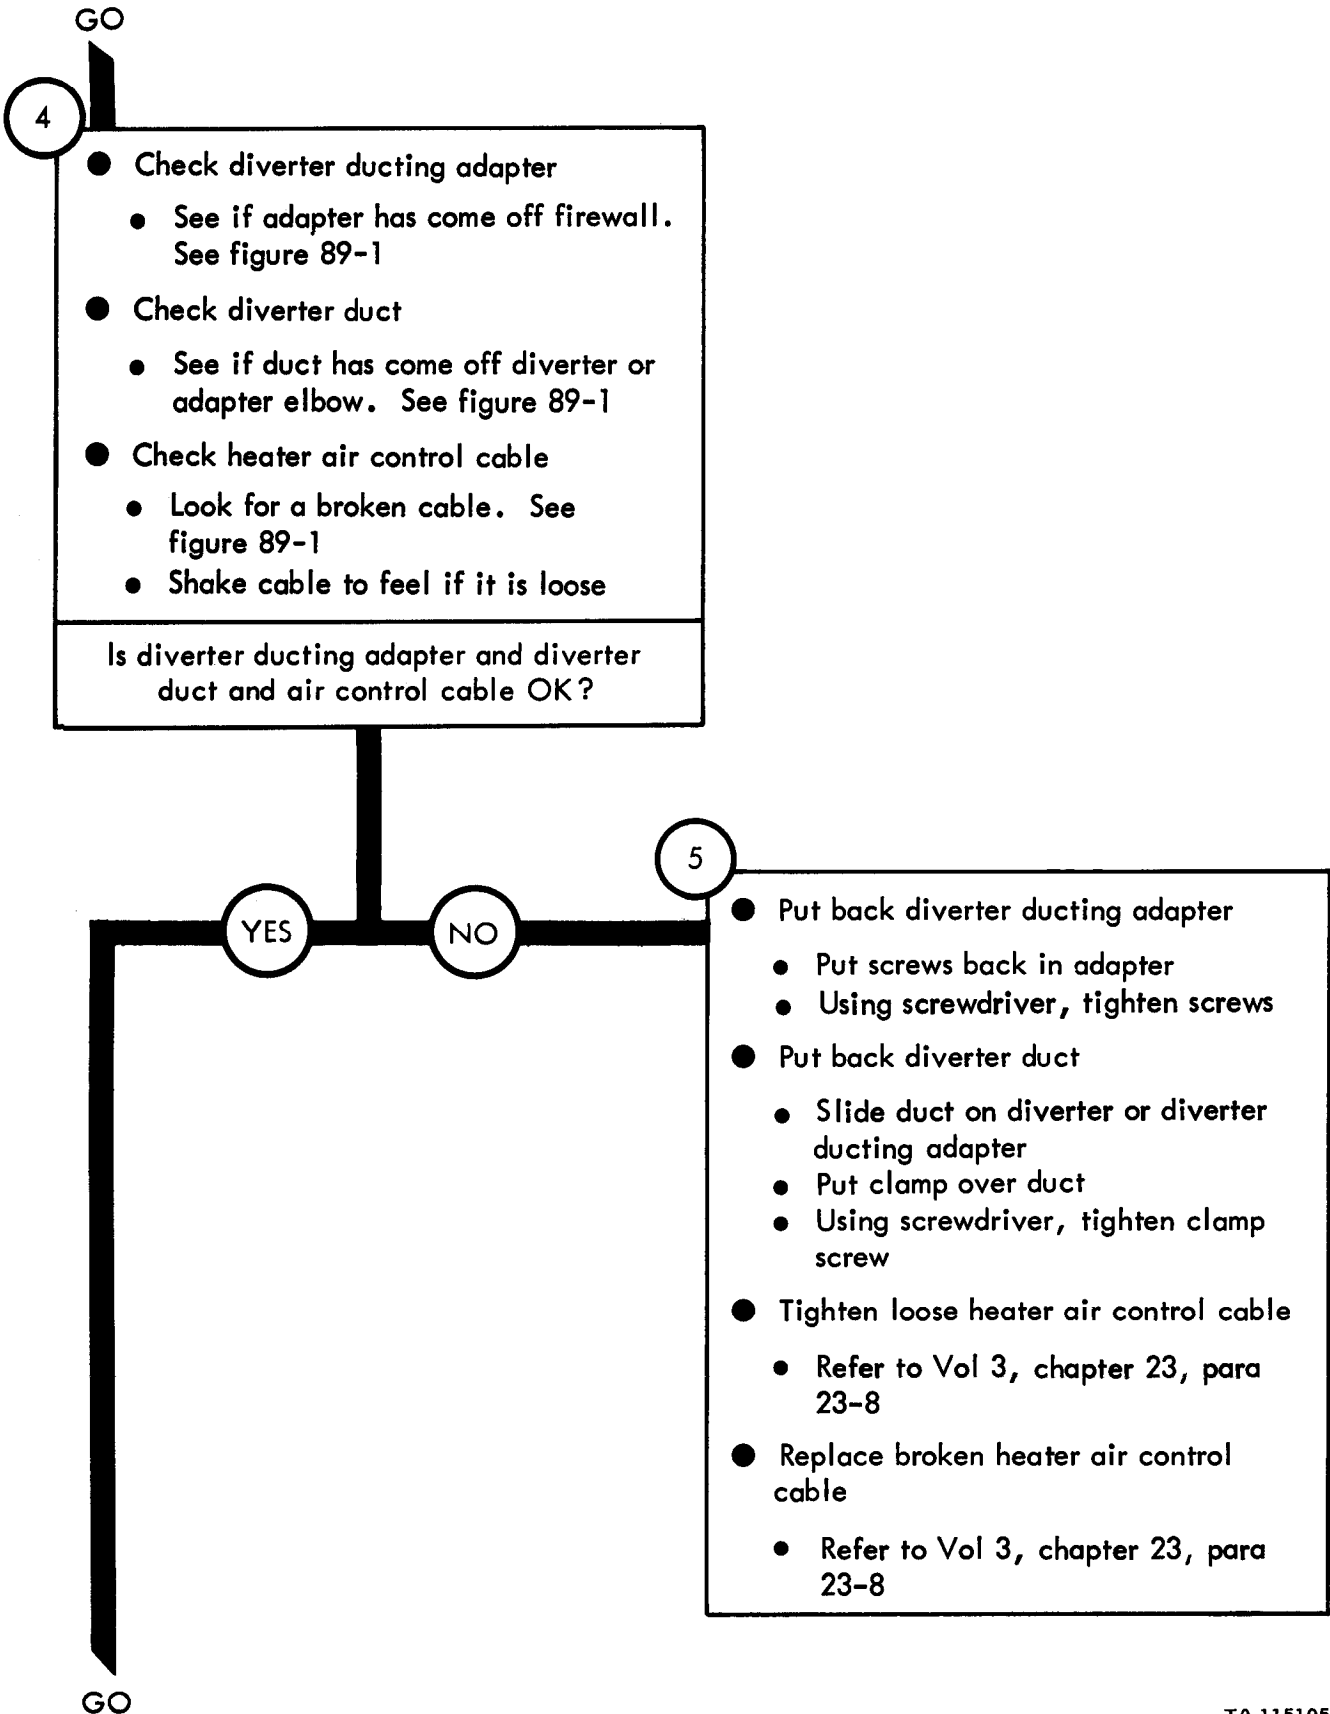 GO
4
● Check diverter ducting adapter
● See if adapter has come off firewall.
See figure 89-1
● Check diverter duct
● See if duct has come off diverter or
adapter elbow. See figure 89-1
● Check heater air control cable
● Look for a broken cable. See
figure 89-1
● Shake cable to feel if it is loose
Is diverter ducting adapter and diverter
duct and air control cable OK?
YES
NO
5
● Put back diverter ducting adapter
● Put screws back in adapter
● Using screwdriver, tighten screws
● Put back diverter duct
● Slide duct on diverter or diverter
ducting adapter
● Put clamp over duct
● Using screwdriver, tighten clamp
screw
● Tighten loose heater air control cable
● Refer to Vol 3, chapter 23, para
23-8
● Replace broken heater air control
cable
● Refer to Vol 3, chapter 23, para
23-8
GO
TA 115105